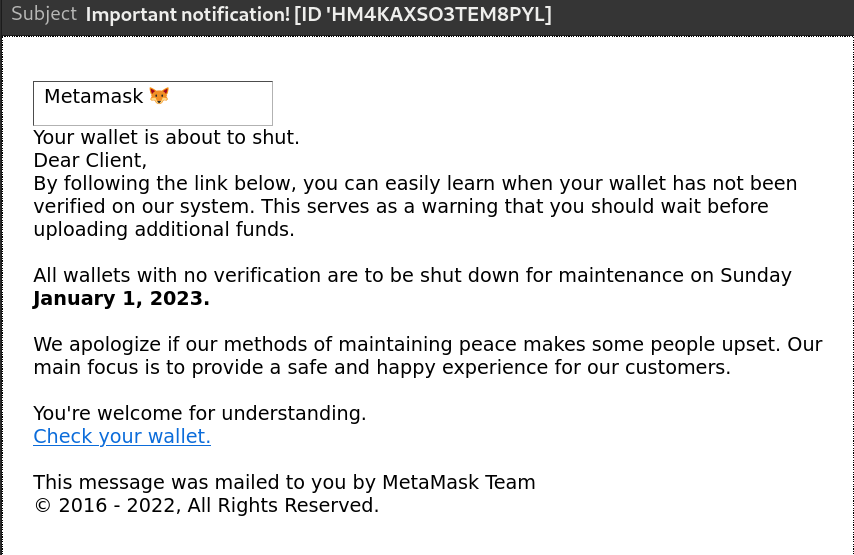 Subject Important notification! [ID 'HM4KAXSO3TEM8PYL]
Metamask 🦊
Your wallet is about to shut.
Dear Client,
By following the link below, you can easily learn when your wallet has not been
verified on our system. This serves as a warning that you should wait before
uploading additional funds.
All wallets with no verification are to be shut down for maintenance on Sunday
January 1, 2023.
We apologize if our methods of maintaining peace makes some people upset. Our
main focus is to provide a safe and happy experience for our customers.
You're welcome for understanding.
Check your wallet.
This message was mailed to you by MetaMask Team
© 2016 - 2022, All Rights Reserved.